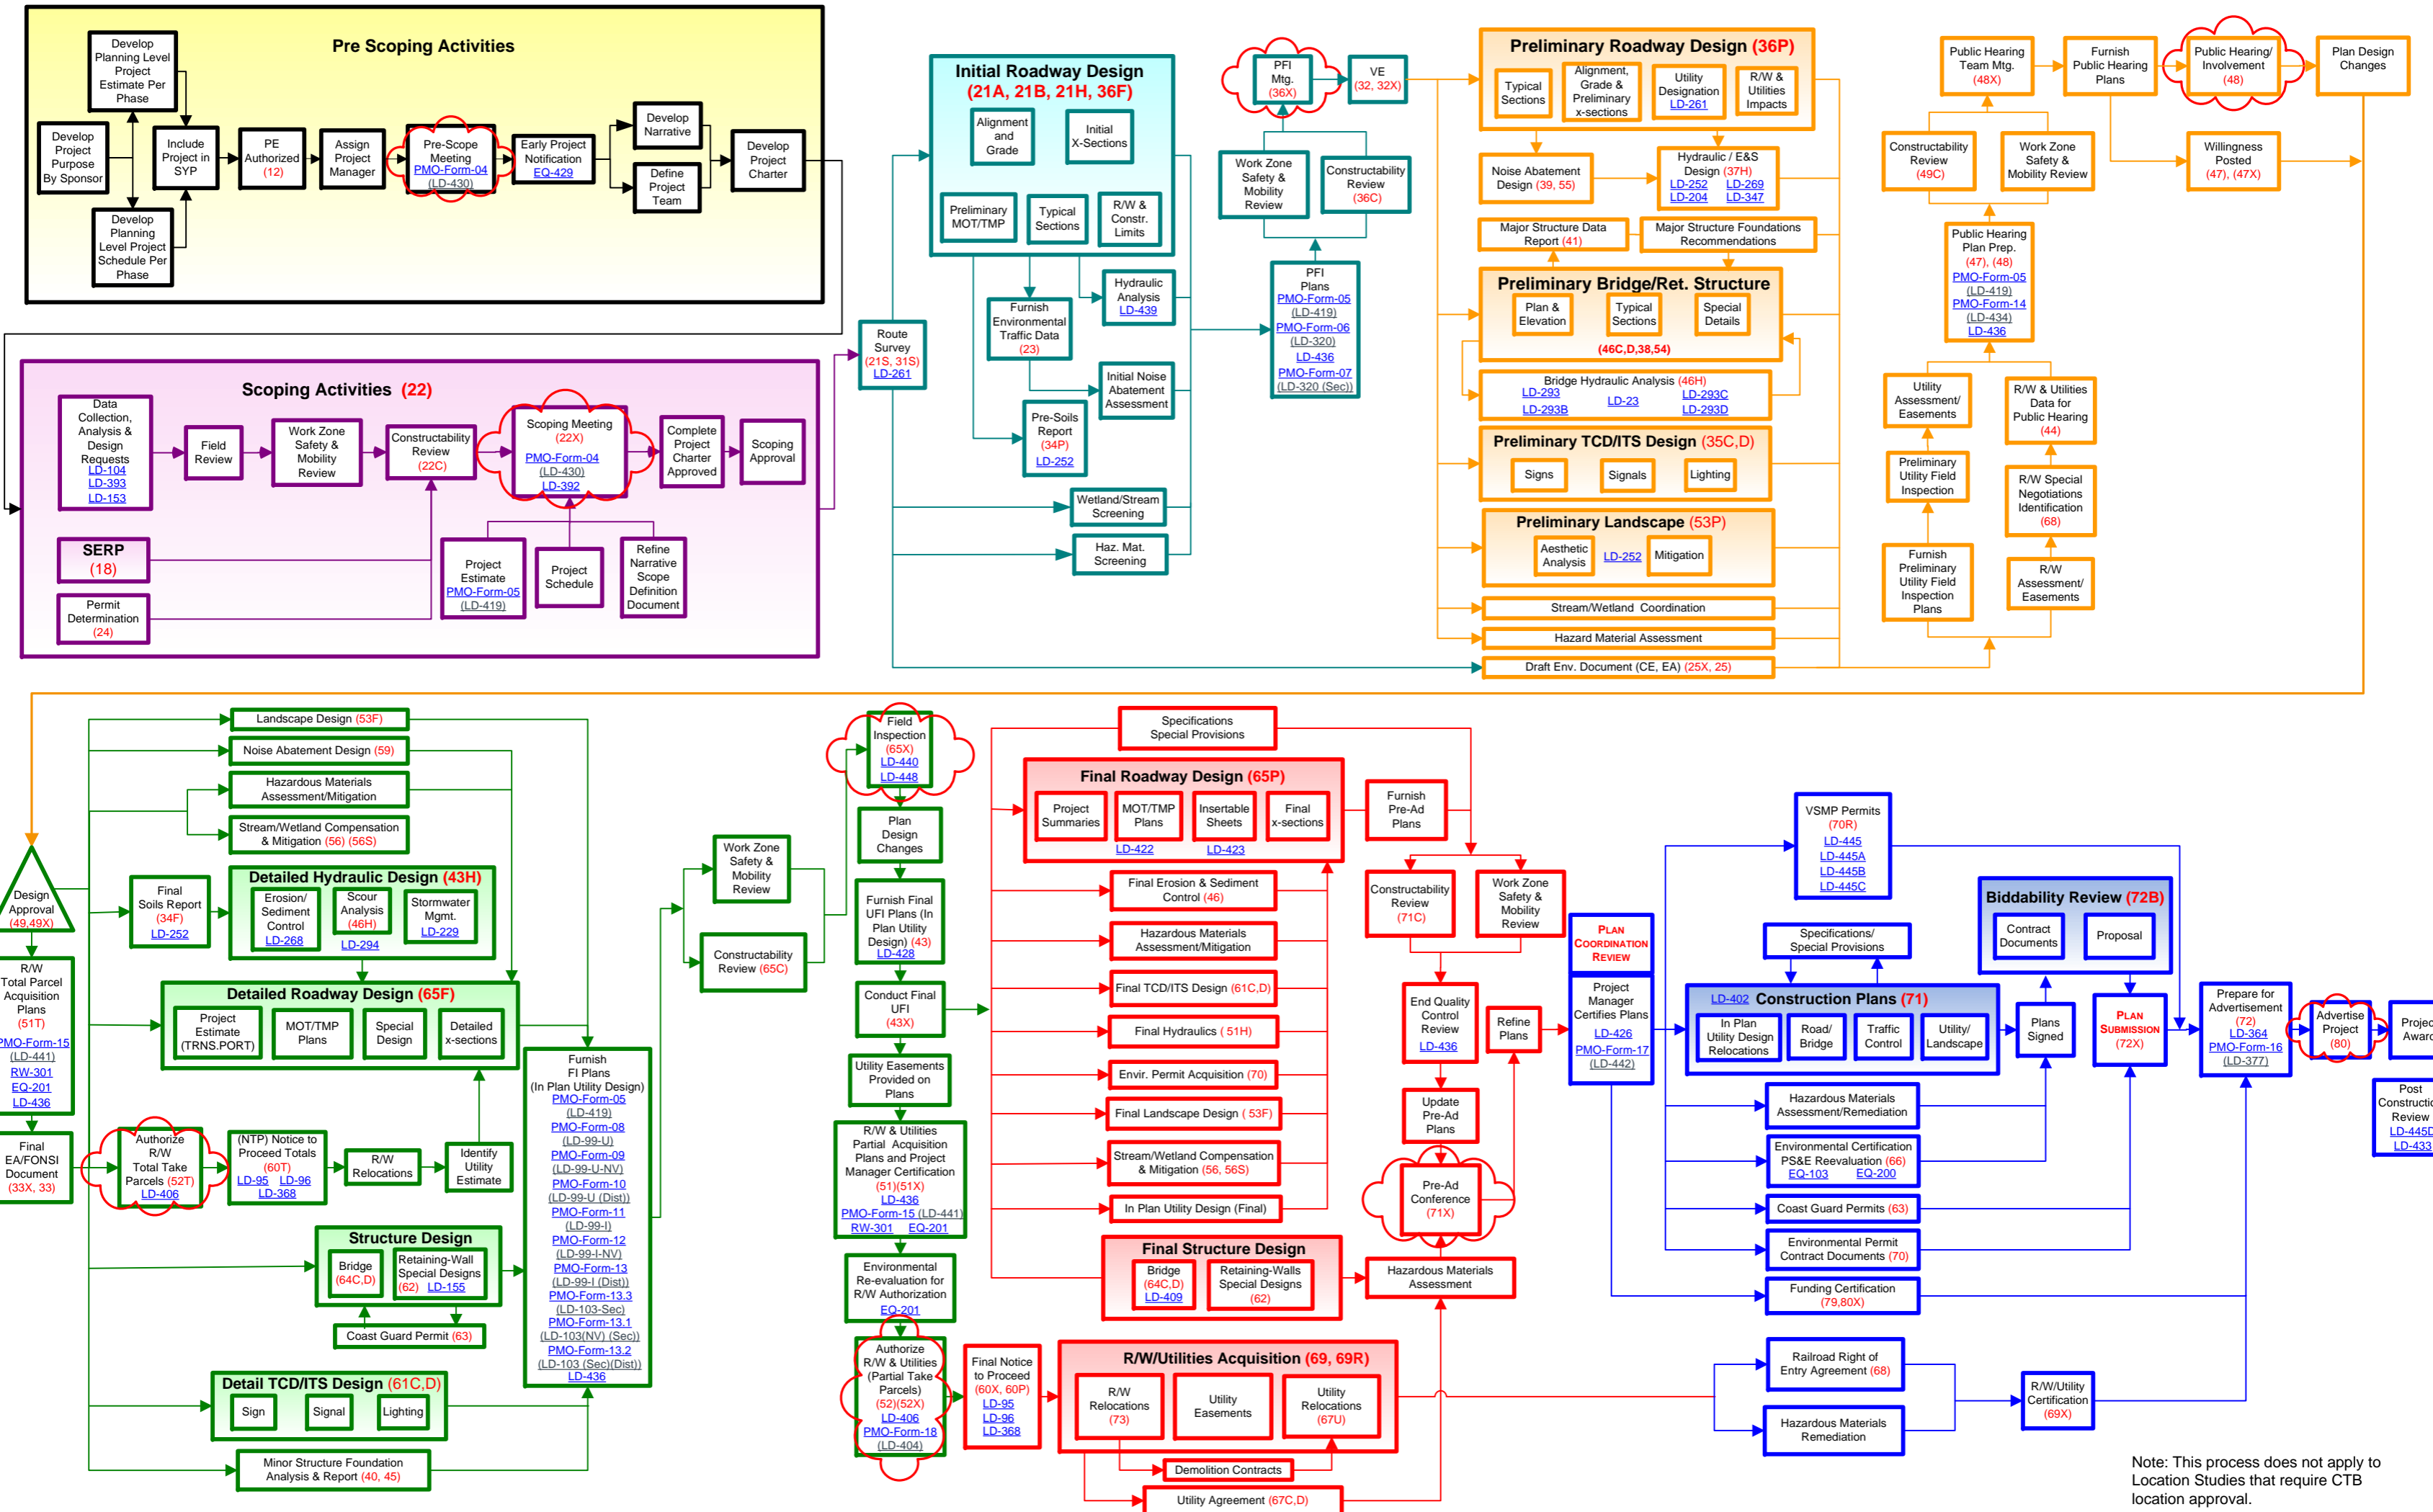 Pre Scoping Activities
Develop
Planning Level
Project
Estimate Per
Phase
Develop
Project
Purpose
By Sponsor
Include
Project in
SYP
PE
Authorized
(12)
Assign
Project
Manager
Pre-Scope
Meeting
PMO-Form-04
(LD-430)
Early Project
Notification
EQ-429
Develop
Narrative
Define
Project
Team
Develop
Project
Charter
Develop
Planning
Level Project
Schedule Per
Phase
Scoping Activities (22)
Data
Collection,
Analysis &
Design
Requests
LD-104
LD-393
LD-153
Field
Review
Work Zone
Safety &
Mobility
Review
Constructability
Review
(22C)
Scoping Meeting
(22X)
PMO-Form-04
(LD-430)
LD-392
Complete
Project
Charter
Approved
Scoping
Approval
SERP
(18)
Permit
Determination
(24)
Project
Estimate
PMO-Form-05
(LD-419)
Project
Schedule
Refine
Narrative
Scope
Definition
Document
Route
Survey
(21S, 31S)
LD-261
Initial Roadway Design
(21A, 21B, 21H, 36F)
Alignment
and
Grade
Initial
X-Sections
Preliminary
MOT/TMP
Typical
Sections
R/W &
Constr.
Limits
Furnish
Environmental
Traffic Data
(23)
Hydraulic
Analysis
LD-439
Initial Noise
Abatement
Assessment
Pre-Soils
Report
(34P)
LD-252
Wetland/Stream
Screening
Haz. Mat.
Screening
PFI
Mtg.
(36X)
VE
(32, 32X)
Work Zone
Safety &
Mobility
Review
Constructability
Review
(36C)
PFI
Plans
PMO-Form-05
(LD-419)
PMO-Form-06
(LD-320)
LD-436
PMO-Form-07
(LD-320 (Sec))
Preliminary Roadway Design (36P)
Typical
Sections
Alignment,
Grade &
Preliminary
x-sections
Utility
Designation
LD-261
R/W &
Utilities
Impacts
Noise Abatement
Design (39, 55)
Hydraulic / E&S
Design (37H)
LD-252 LD-269
LD-204 LD-347
Major Structure Data
Report (41)
Major Structure Foundations
Recommendations
Preliminary Bridge/Ret. Structure
Plan &
Elevation
Typical
Sections
Special
Details
(46C,D,38,54)
Bridge Hydraulic Analysis (46H)
LD-293 LD-23 LD-293C
LD-293B LD-293D
Preliminary TCD/ITS Design (35C,D)
Signs
Signals
Lighting
Preliminary Landscape (53P)
Aesthetic
Analysis
LD-252
Mitigation
Stream/Wetland Coordination
Hazard Material Assessment
Draft Env. Document (CE, EA) (25X, 25)
Public Hearing
Team Mtg.
(48X)
Furnish
Public Hearing
Plans
Public Hearing/
Involvement
(48)
Plan Design
Changes
Constructability
Review
(49C)
Work Zone
Safety &
Mobility Review
Willingness
Posted
(47), (47X)
Public Hearing
Plan Prep.
(47), (48)
PMO-Form-05
(LD-419)
PMO-Form-14
(LD-434)
LD-436
Utility
Assessment/
Easements
R/W & Utilities
Data for
Public Hearing
(44)
Preliminary
Utility Field
Inspection
R/W Special
Negotiations
Identification
(68)
Furnish
Preliminary
Utility Field
Inspection
Plans
R/W
Assessment/
Easements
Design
Approval
(49,49X)
R/W
Total Parcel
Acquisition
Plans
(51T)
PMO-Form-15
(LD-441)
RW-301
EQ-201
LD-436
Final
EA/FONSI
Document
(33X, 33)
Landscape Design (53F)
Noise Abatement Design (59)
Hazardous Materials
Assessment/Mitigation
Stream/Wetland Compensation
& Mitigation (56) (56S)
Final
Soils Report
(34F)
LD-252
Detailed Hydraulic Design (43H)
Erosion/
Sediment
Control
LD-268
Scour
Analysis
(46H)
LD-294
Stormwater
Mgmt.
LD-229
Detailed Roadway Design (65F)
Project
Estimate
(TRNS.PORT)
MOT/TMP
Plans
Special
Design
Detailed
x-sections
Authorize
R/W
Total Take
Parcels (52T)
LD-406
(NTP) Notice to
Proceed Totals
(60T)
LD-95 LD-96
LD-368
R/W
Relocations
Identify
Utility
Estimate
Structure Design
Bridge
(64C,D)
Retaining-Wall
Special Designs
(62) LD-155
Coast Guard Permit (63)
Detail TCD/ITS Design (61C,D)
Sign
Signal
Lighting
Minor Structure Foundation
Analysis & Report (40, 45)
Furnish
FI Plans
(In Plan Utility Design)
PMO-Form-05
(LD-419)
PMO-Form-08
(LD-99-U)
PMO-Form-09
(LD-99-U-NV)
PMO-Form-10
(LD-99-U (Dist))
PMO-Form-11
(LD-99-I)
PMO-Form-12
(LD-99-I-NV)
PMO-Form-13
(LD-99-I (Dist))
PMO-Form-13.3
(LD-103-Sec)
PMO-Form-13.1
(LD-103(NV) (Sec))
PMO-Form-13.2
(LD-103 (Sec)(Dist))
LD-436
Work Zone
Safety &
Mobility
Review
Constructability
Review (65C)
Field
Inspection
(65X)
LD-440
LD-448
Plan
Design
Changes
Furnish Final
UFI Plans (In
Plan Utility
Design) (43)
LD-428
Conduct Final
UFI
(43X)
Utility Easements
Provided on
Plans
R/W & Utilities
Partial Acquisition
Plans and Project
Manager Certification
(51)(51X)
LD-436
PMO-Form-15 (LD-441)
RW-301 EQ-201
Environmental
Re-evaluation for
R/W Authorization
EQ-201
Authorize
R/W & Utilities
(Partial Take
Parcels)
(52)(52X)
LD-406
PMO-Form-18
(LD-404)
Specifications
Special Provisions
Final Roadway Design (65P)
Project
Summaries
MOT/TMP
Plans
Insertable
Sheets
Final
x-sections
LD-422 LD-423
Furnish
Pre-Ad
Plans
Final Erosion & Sediment
Control (46)
Hazardous Materials
Assessment/Mitigation
Final TCD/ITS Design (61C,D)
Final Hydraulics ( 51H)
Envir. Permit Acquisition (70)
Final Landscape Design ( 53F)
Stream/Wetland Compensation
& Mitigation (56, 56S)
In Plan Utility Design (Final)
Final Structure Design
Bridge
(64C,D)
LD-409
Retaining-Walls
Special Designs
(62)
Hazardous Materials
Assessment
Final Notice
to Proceed
(60X, 60P)
LD-95
LD-96
LD-368
R/W/Utilities Acquisition (69, 69R)
R/W
Relocations
(73)
Utility
Easements
Utility
Relocations
(67U)
Demolition Contracts
Utility Agreement (67C,D)
Constructability
Review
(71C)
Work Zone
Safety &
Mobility
Review
End Quality
Control
Review
LD-436
Update
Pre-Ad
Plans
Pre-Ad
Conference
(71X)
Refine
Plans
PLAN
COORDINATION
REVIEW
Project
Manager
Certifies Plans
LD-426
PMO-Form-17
(LD-442)
VSMP Permits
(70R)
LD-445
LD-445A
LD-445B
LD-445C
Specifications/
Special Provisions
LD-402 Construction Plans (71)
In Plan
Utility Design
Relocations
Road/
Bridge
Traffic
Control
Utility/
Landscape
Plans
Signed
Biddability Review (72B)
Contract
Documents
Proposal
PLAN
SUBMISSION
(72X)
Hazardous Materials
Assessment/Remediation
Environmental Certification
PS&E Reevaluation (66)
EQ-103 EQ-200
Coast Guard Permits (63)
Environmental Permit
Contract Documents (70)
Funding Certification
(79,80X)
Railroad Right of
Entry Agreement (68)
Hazardous Materials
Remediation
R/W/Utility
Certification
(69X)
Prepare for
Advertisement
(72)
LD-364
PMO-Form-16
(LD-377)
Advertise
Project
(80)
Project
Award
Post
Constructio
Review
LD-445D
LD-433
Note: This process does not apply to
Location Studies that require CTB
location approval.